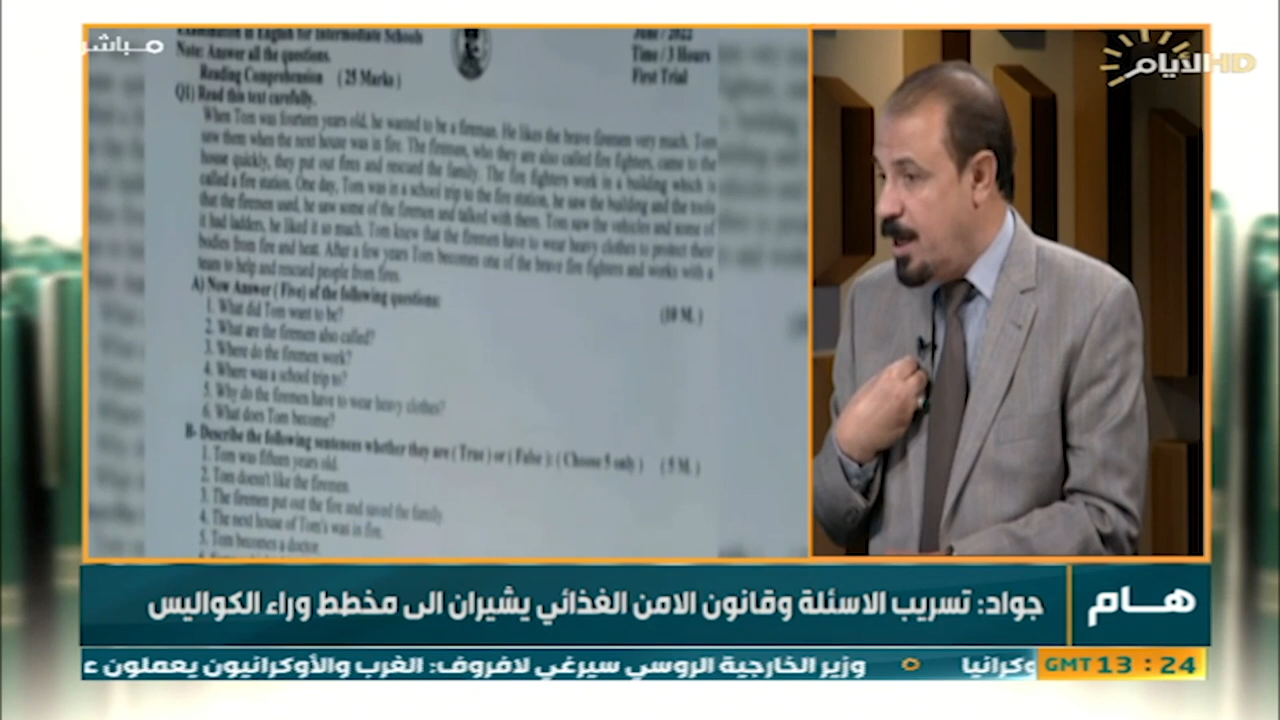 مباشر
الأيام HD
Examination in English for Intermediate Schools
June / 2022
Note: Answer all the questions.
Time / 3 Hours
Reading Comprehension ( 25 Marks )
First Trial
Q1) Read this text carefully.
When Tom was fourteen years old, he wanted to be a fireman. He likes the brave firemen very much. Tom
saw them when the next house was in fire. The firemen, who they are also called fire fighters, came to the
house quickly, they put out fires and rescued the family. The fire fighters work in a building which is
called a fire station. One day, Tom was in a school trip to the fire station, he saw the building and the tools
that the firemen used, he saw some of the firemen and talked with them. Tom saw the vehicles and some of
it had ladders, he liked it so much. Tom knew that the firemen have to wear heavy clothes to protect their
bodies from fire and heat. After a few years Tom becomes one of the brave fire fighters and works with a
team to help and rescued people from fires.
A) Now Answer ( Five) of the following questions: (10 M.)
1. What did Tom want to be?
2. What are the firemen also called?
3. Where do the firemen work?
4. Where was a school trip to?
5. Why do the firemen have to wear heavy clothes?
6. What does Tom become?
B- Describe the following sentences whether they are ( True ) or ( False ): ( Choose 5 only ) ( 5 M. )
1. Tom was fifteen years old.
2. Tom doesn't like the firemen.
3. The firemen put out the fire and saved the family.
4. The next house of Tom's was in fire.
5. Tom becomes a doctor.
هـــام
جواد: تسريب الاسئلة وقانون الامن الغذائي يشيران الى مخطط وراء الكواليس
GMT 13 : 24
وكرانيا ○ وزير الخارجية الروسي سيرغي لافروف: الغرب والأوكرانيون يعملون ع